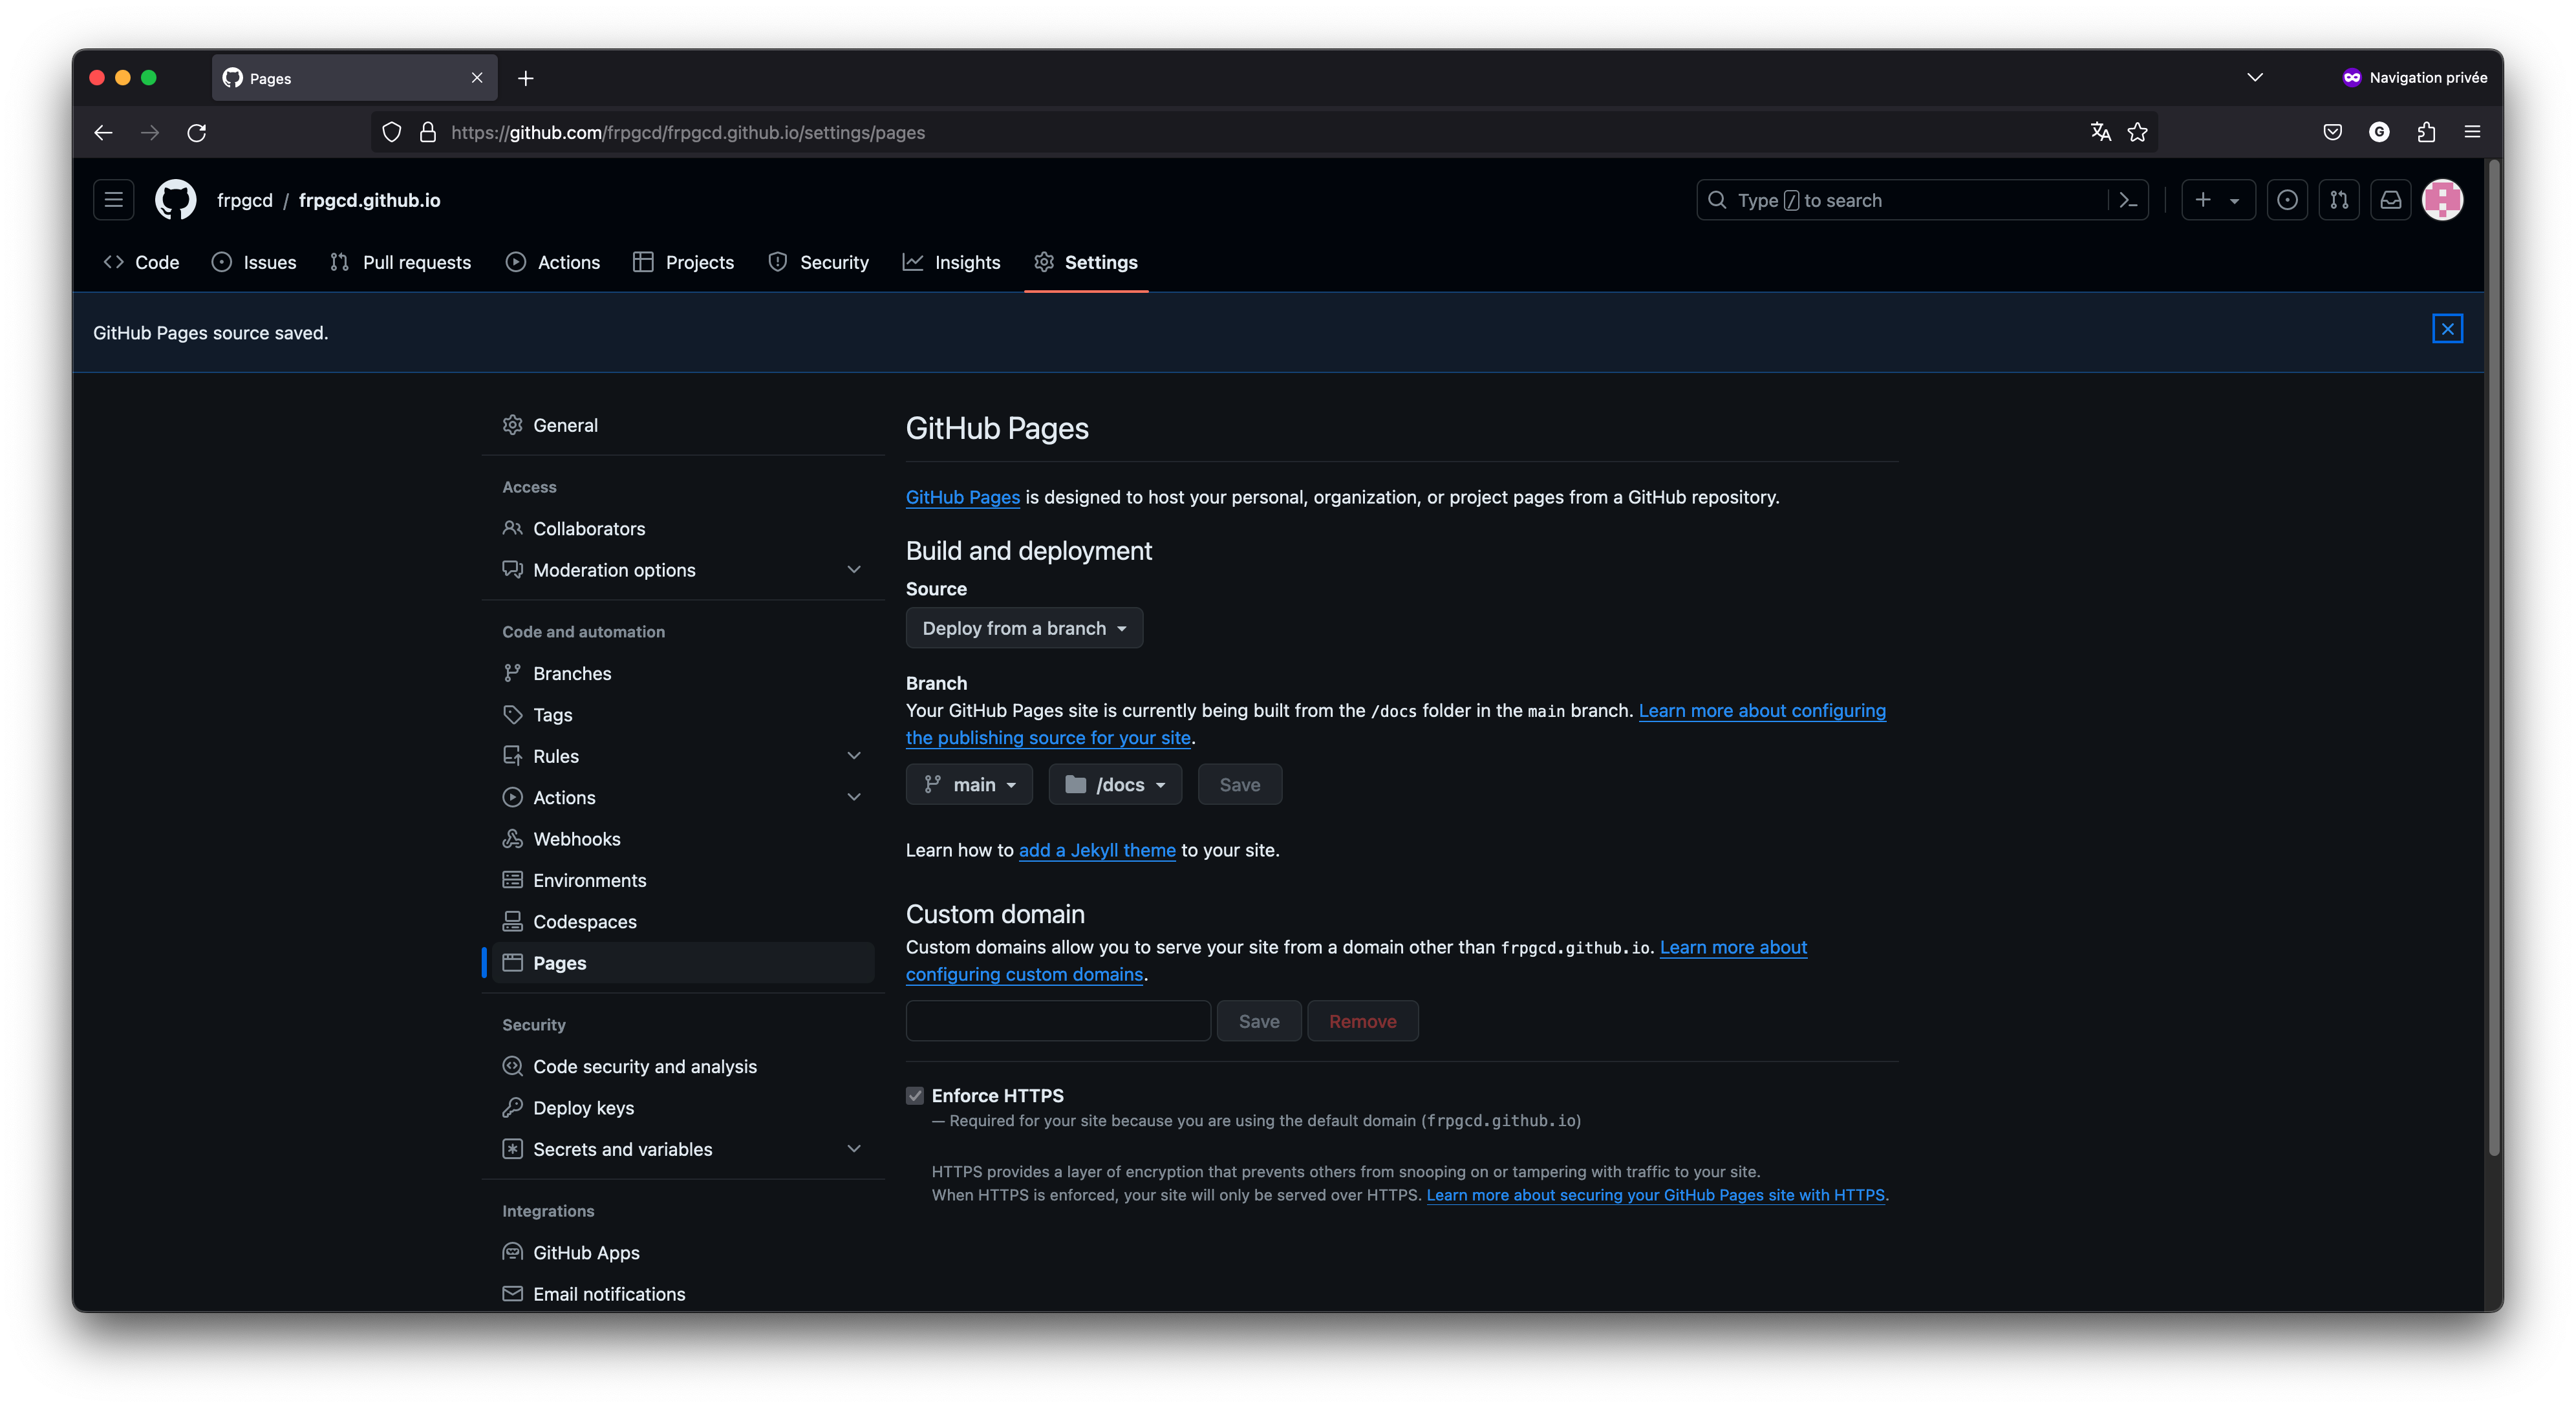 Pages
Navigation privée
https://github.com/frpgcd/frpgcd.github.io/settings/pages
frpgcd / frpgcd.github.io
Type / to search
Code
Issues
Pull requests
Actions
Projects
Security
Insights
Settings
GitHub Pages source saved.
General
Access
Collaborators
Moderation options
Code and automation
Branches
Tags
Rules
Actions
Webhooks
Environments
Codespaces
Pages
Security
Code security and analysis
Deploy keys
Secrets and variables
Integrations
GitHub Apps
Email notifications
GitHub Pages
GitHub Pages is designed to host your personal, organization, or project pages from a GitHub repository.
Build and deployment
Source
Deploy from a branch
Branch
Your GitHub Pages site is currently being built from the /docs folder in the main branch. Learn more about configuring
the publishing source for your site.
main
/docs
Save
Learn how to add a Jekyll theme to your site.
Custom domain
Custom domains allow you to serve your site from a domain other than frpgcd.github.io. Learn more about
configuring custom domains.
Save
Remove
Enforce HTTPS
— Required for your site because you are using the default domain (frpgcd.github.io)
HTTPS provides a layer of encryption that prevents others from snooping on or tampering with traffic to your site.
When HTTPS is enforced, your site will only be served over HTTPS. Learn more about securing your GitHub Pages site with HTTPS.